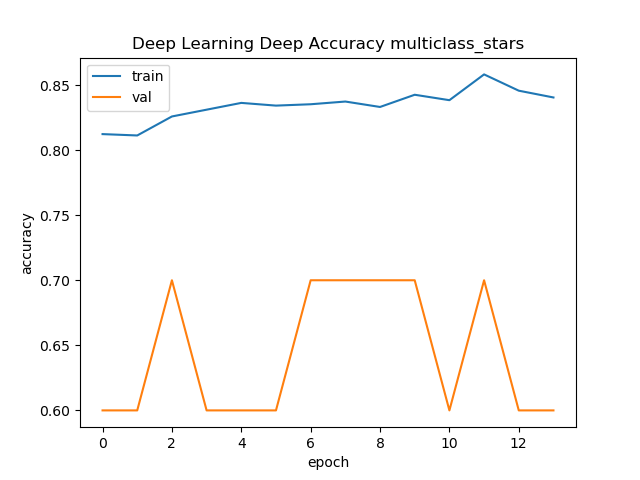 Deep Learning Deep Accuracy multiclass_stars
train
val
0.85
0.80
0.75
0.70
0.65
0.60
accuracy
0 2 4 6 8 10 12
epoch